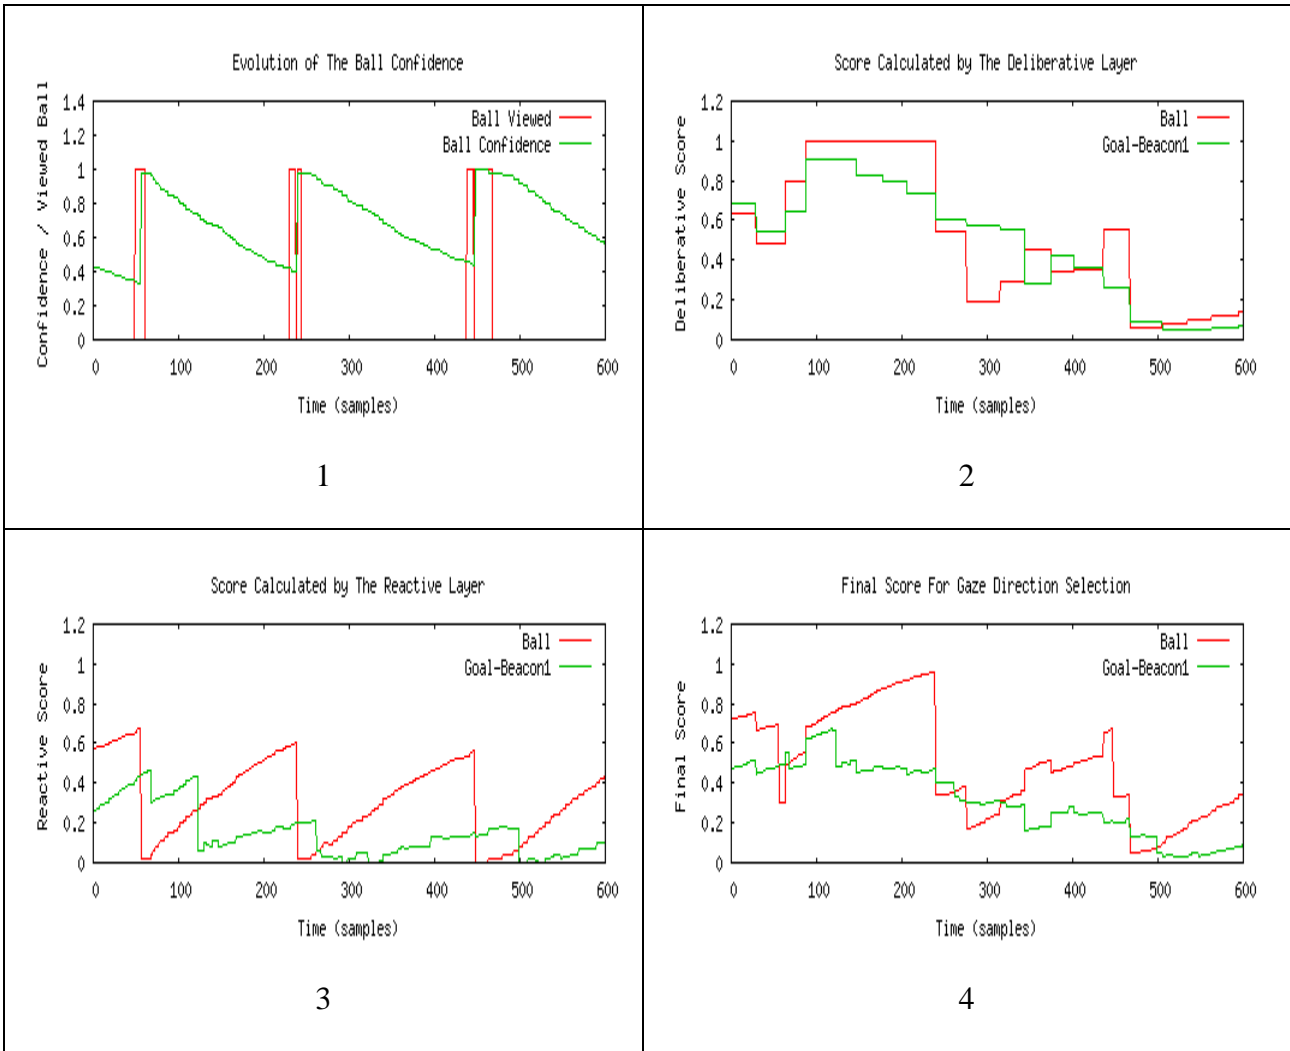 Evolution of The Ball Confidence
Confidence / Viewed Ball
1.4
1.2
1
0.8
0.6
0.4
0.2
0
Ball Viewed
Ball Confidence
0 100 200 300 400 500 600
Time (samples)
1
Score Calculated by The Deliberative Layer
Deliberative Score
1.2
1
0.8
0.6
0.4
0.2
0
Ball
Goal-Beacon1
0 100 200 300 400 500 600
Time (samples)
2
Score Calculated by The Reactive Layer
Reactive Score
1.2
1
0.8
0.6
0.4
0.2
0
Ball
Goal-Beacon1
0 100 200 300 400 500 600
Time (samples)
3
Final Score For Gaze Direction Selection
Final Score
1.2
1
0.8
0.6
0.4
0.2
0
Ball
Goal-Beacon1
0 100 200 300 400 500 600
Time (samples)
4